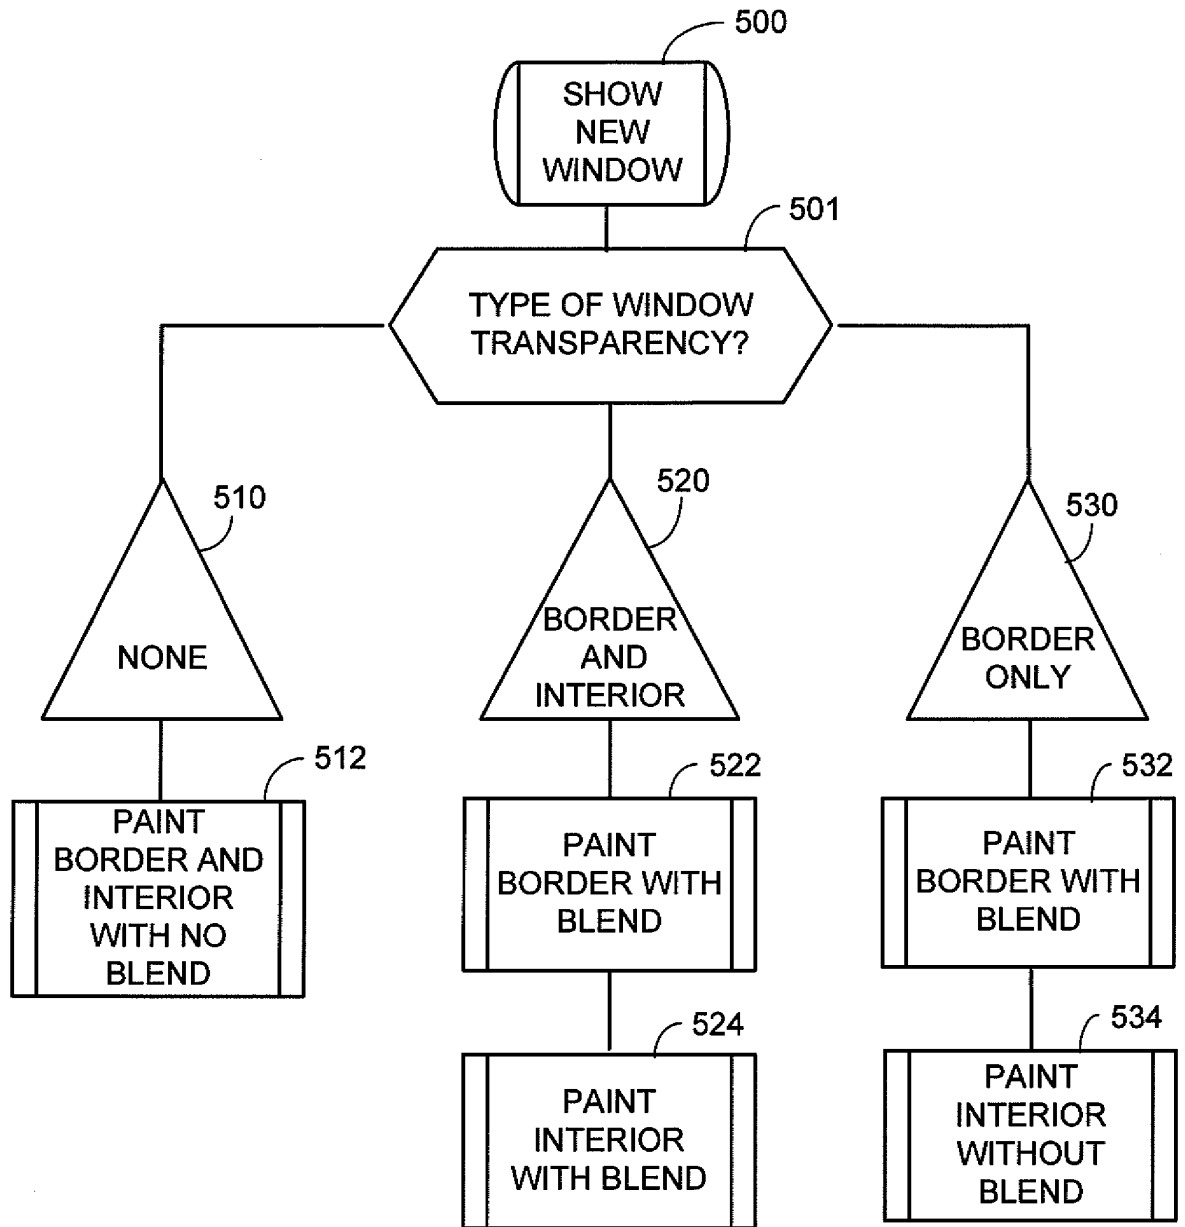 500
SHOW
NEW
WINDOW
501
TYPE OF WINDOW
TRANSPARENCY?
510
NONE
520
BORDER
AND
INTERIOR
530
BORDER
ONLY
512
PAINT
BORDER AND
INTERIOR
WITH NO
BLEND
522
PAINT
BORDER WITH
BLEND
532
PAINT
BORDER WITH
BLEND
524
PAINT
INTERIOR
WITH BLEND
534
PAINT
INTERIOR
WITHOUT
BLEND